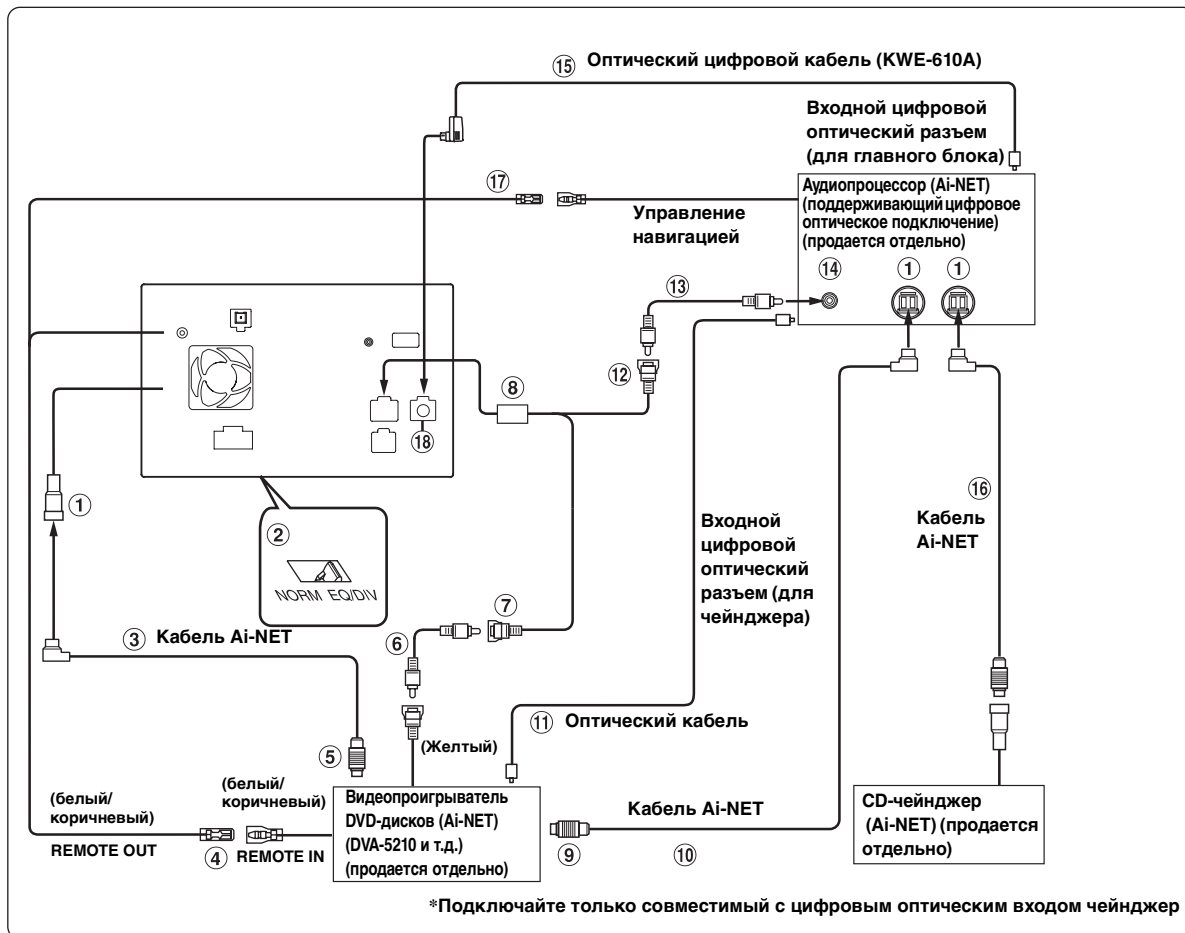 ⑮ Оптический цифровой кабель (KWE-610A)
Входной цифровой
оптический разъем
(для главного блока)
⑰
Управление
навигацией
Аудиопроцессор (Ai-NET)
(поддерживающий цифровое
оптическое подключение)
(продается отдельно)
⑭ ① ①
⑬
⑫
⑧
⑱
①
②
NORM EQ/DIV
⑯
Кабель
Ai-NET
Входной
цифровой
оптический
разъем (для
чейнджера)
③ Кабель Ai-NET
⑦
⑥
⑪ Оптический кабель
(Желтый)
⑤
(белый/
коричневый)
(белый/
коричневый)
REMOTE OUT
④
REMOTE IN
Видеопроигрыватель
DVD-дисков (Ai-NET)
(DVA-5210 и т.д.)
(продается отдельно)
Кабель Ai-NET
⑨
⑩
CD-чейнджер
(Ai-NET) (продается
отдельно)
*Подключайте только совместимый с цифровым оптическим входом чейнджер